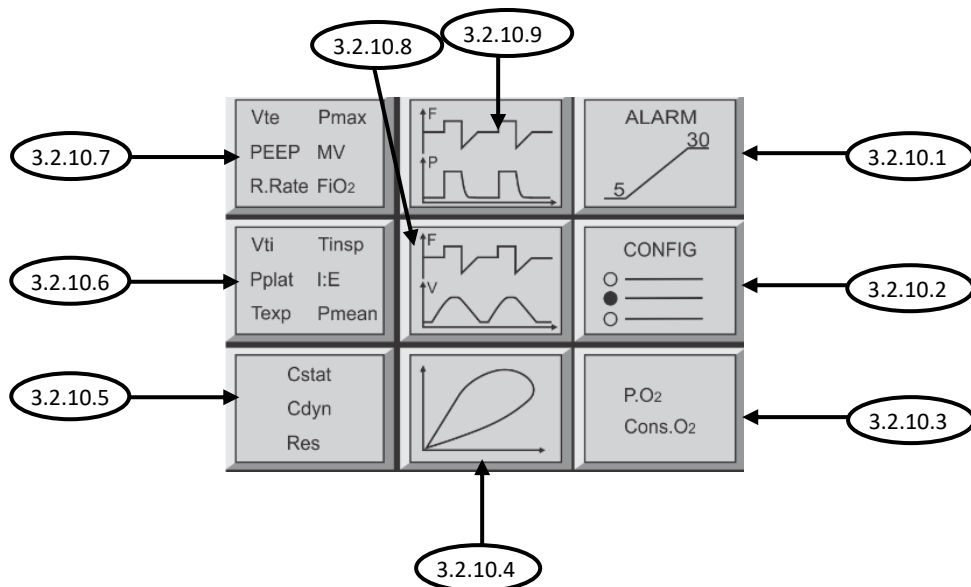 3.2.10.8
3.2.10.9
3.2.10.7
Vte Pmax
PEEP MV
R.Rate FiO2
F
P
ALARM
30
5
3.2.10.1
3.2.10.6
Vti Tinsp
Pplat I:E
Texp Pmean
F
V
CONFIG
3.2.10.2
3.2.10.5
Cstat
Cdyn
Res
P.O2
Cons.O2
3.2.10.3
3.2.10.4